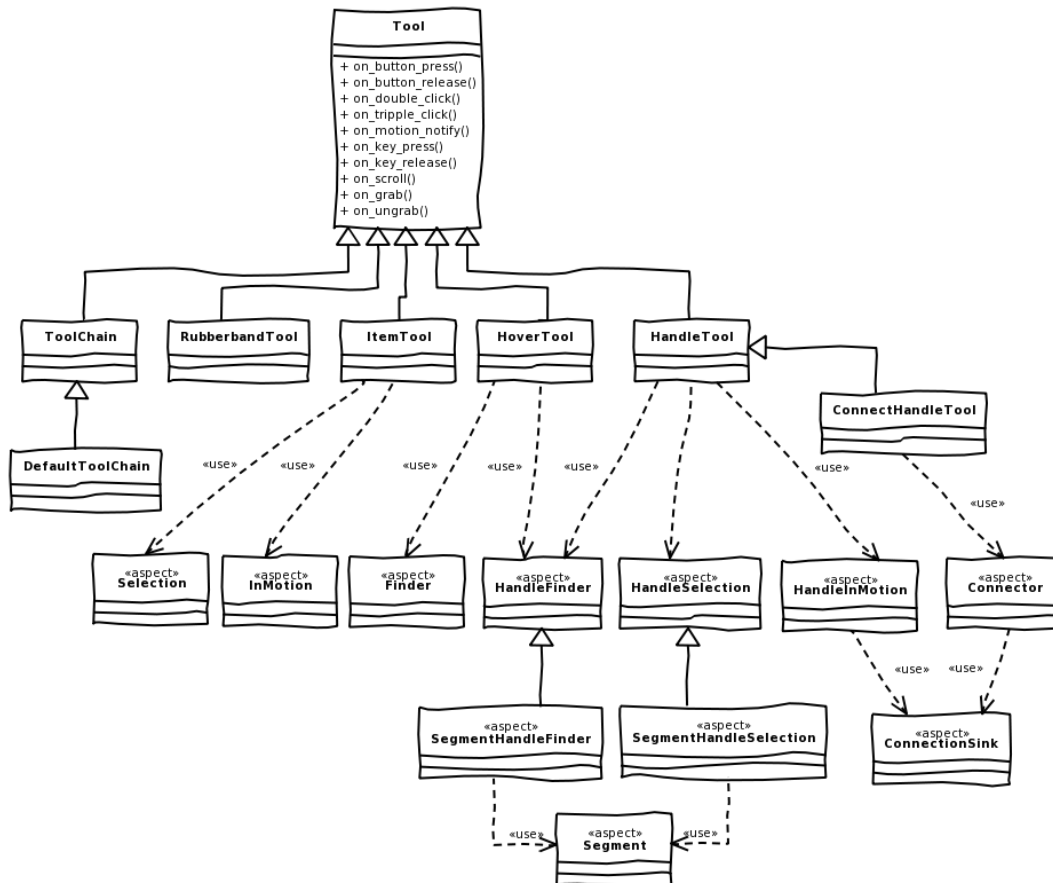 Tool
+ on_button_press()
+ on_button_release()
+ on_double_click()
+ on_tripple_click()
+ on_motion_notify()
+ on_key_press()
+ on_key_release()
+ on_scroll()
+ on_grab()
+ on_ungrab()
ToolChain
RubberbandTool
ItemTool
HoverTool
HandleTool
ConnectHandleTool
DefaultToolChain
«use»
«use»
«use»
«use»
«use»
«use»
«use»
«aspect»
Selection
«aspect»
InMotion
«aspect»
Finder
«aspect»
HandleFinder
«aspect»
HandleSelection
«aspect»
HandleInMotion
«aspect»
Connector
«use»
«use»
«aspect»
SegmentHandleFinder
«aspect»
SegmentHandleSelection
«aspect»
ConnectionSink
«use»
«use»
«aspect»
Segment